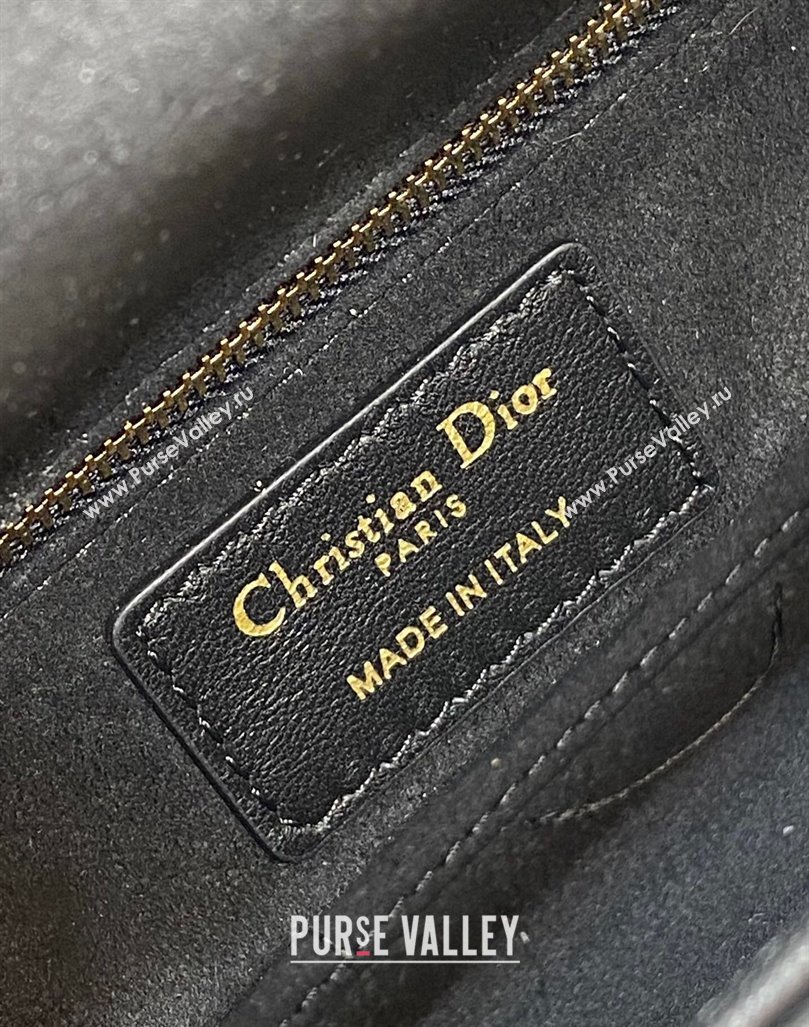 www.PurseValley.ru
www.PurseValley.ru
Christian Dior
PARIS
MADE IN ITALY
PURSE VALLEY